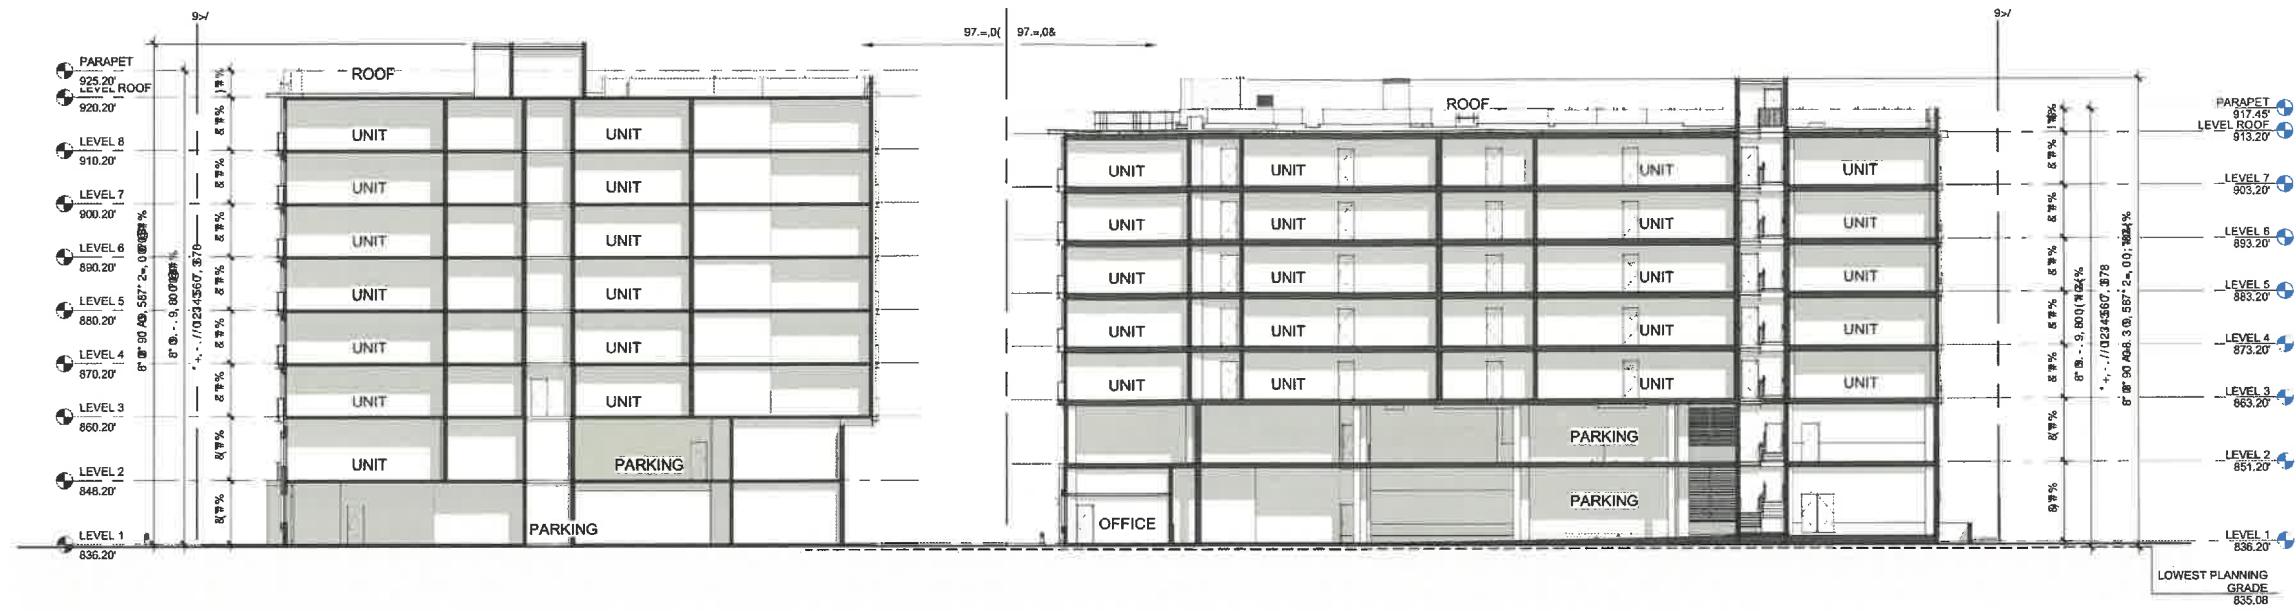 PARAPET
925.20'
LEVEL ROOF
920.20'
LEVEL 8
910.20'
LEVEL 7
900.20'
LEVEL 6
890.20'
LEVEL 5
880.20'
LEVEL 4
870.20'
LEVEL 3
860.20'
LEVEL 2
848.20'
LEVEL 1
836.20'
9>/
ROOF
UNIT UNIT
UNIT UNIT
UNIT UNIT
UNIT UNIT
UNIT UNIT
UNIT UNIT
UNIT PARKING
PARKING
97.=,0( 97.=,0&
ROOF
UNIT UNIT UNIT UNIT
UNIT UNIT UNIT UNIT
UNIT UNIT UNIT UNIT
UNIT UNIT UNIT UNIT
UNIT UNIT UNIT UNIT
PARKING
PARKING
OFFICE
9>/
PARAPET
917.45'
LEVEL ROOF
913.20'
LEVEL 7
903.20'
LEVEL 6
893.20'
LEVEL 5
883.20'
LEVEL 4
873.20'
LEVEL 3
863.20'
LEVEL 2
851.20'
LEVEL 1
836.20'
LOWEST PLANNING
GRADE
835.08